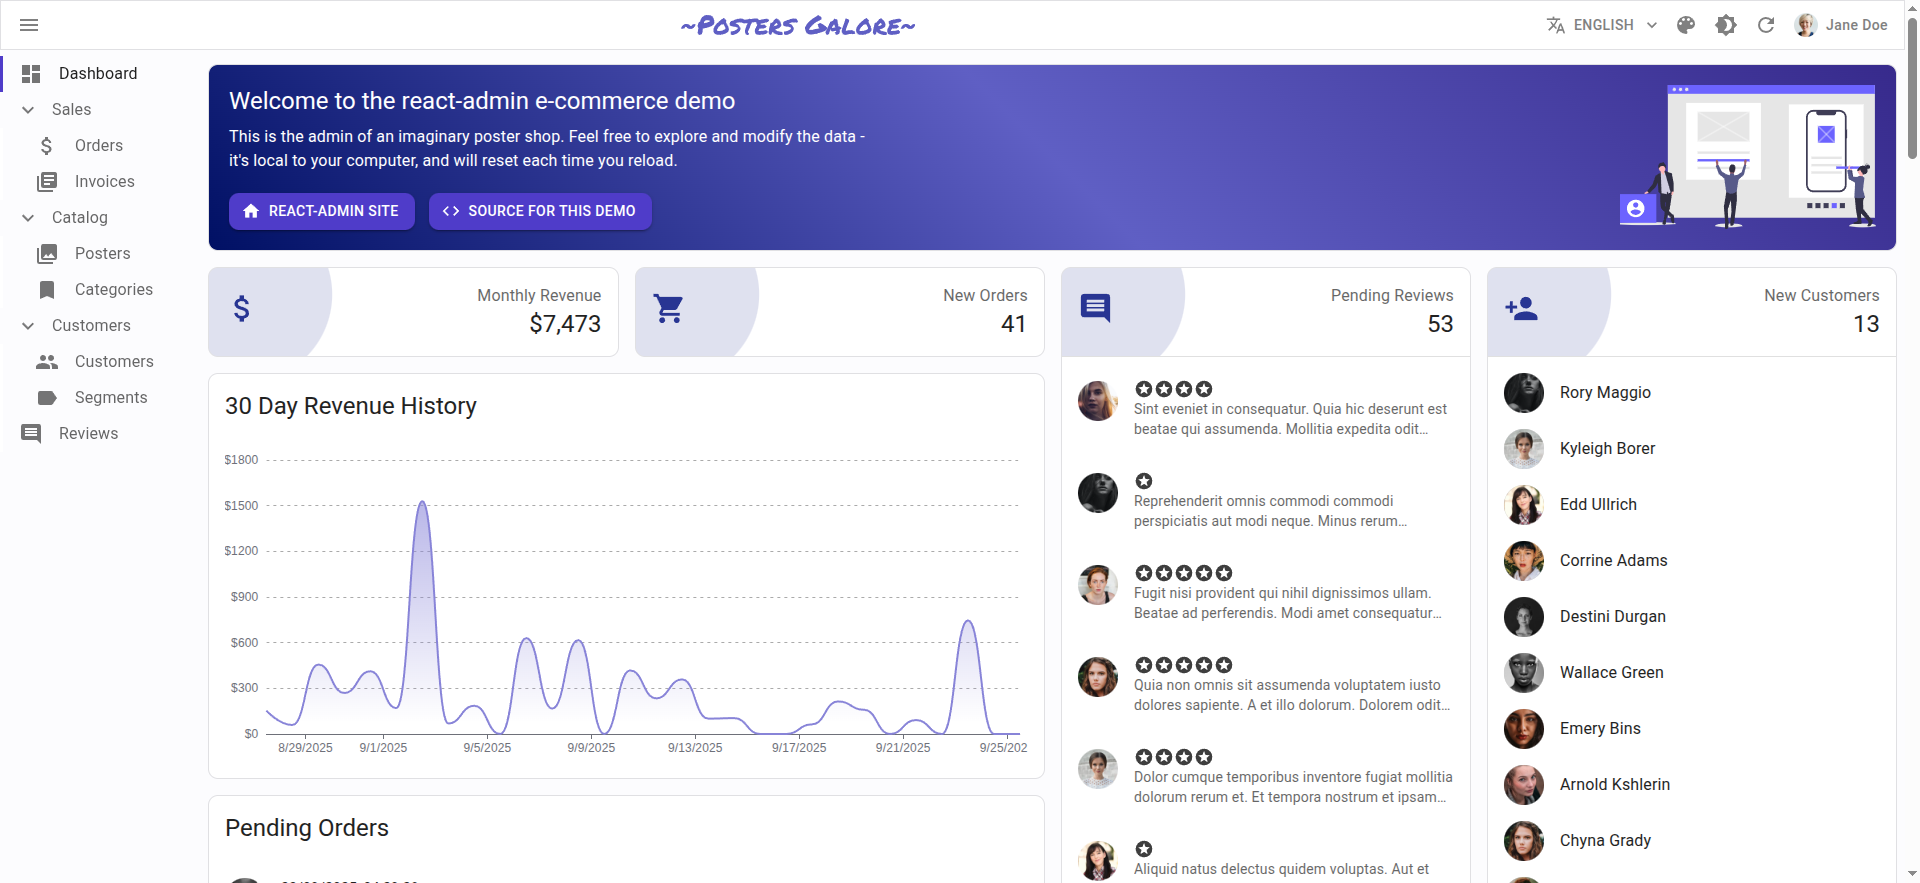 ~Posters Galore~
ENGLISH
Jane Doe
Dashboard
Sales
Orders
Invoices
Catalog
Posters
Categories
Customers
Customers
Segments
Reviews
Welcome to the react-admin e-commerce demo
This is the admin of an imaginary poster shop. Feel free to explore and modify the data -
it's local to your computer, and will reset each time you reload.
REACT-ADMIN SITE
SOURCE FOR THIS DEMO
Monthly Revenue
$7,473
New Orders
41
Pending Reviews
53
New Customers
13
30 Day Revenue History
$1800
$1500
$1200
$900
$600
$300
$0
8/29/2025 9/1/2025 9/5/2025 9/9/2025 9/13/2025 9/17/2025 9/21/2025 9/25/202
Pending Orders
Sint eveniet in consequatur. Quia hic deserunt est
beatae qui assumenda. Mollitia expedita odit…
Reprehenderit omnis commodi commodi
perspiciatis aut modi neque. Minus rerum…
Fugit nisi provident qui nihil dignissimos ullam.
Beatae ad perferendis. Modi amet consequatur…
Quia non omnis sit assumenda voluptatem iusto
dolores sapiente. A et illo dolorum. Dolorem odit…
Dolor cumque temporibus inventore fugiat mollitia
dolorum rerum et. Et tempora nostrum et ipsam…
Aliquid natus delectus quidem voluptas. Aut et
Rory Maggio
Kyleigh Borer
Edd Ullrich
Corrine Adams
Destini Durgan
Wallace Green
Emery Bins
Arnold Kshlerin
Chyna Grady